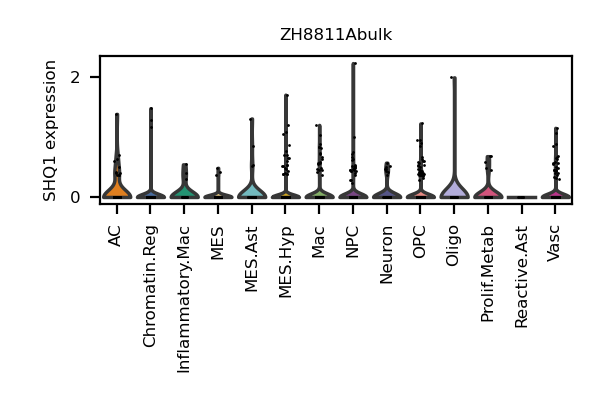 ZH8811Abulk
SHQ1 expression
2
0
AC
Chromatin.Reg
Inflammatory.Mac
MES
MES.Ast
MES.Hyp
Mac
NPC
Neuron
OPC
Oligo
Prolif.Metab
Reactive.Ast
Vasc